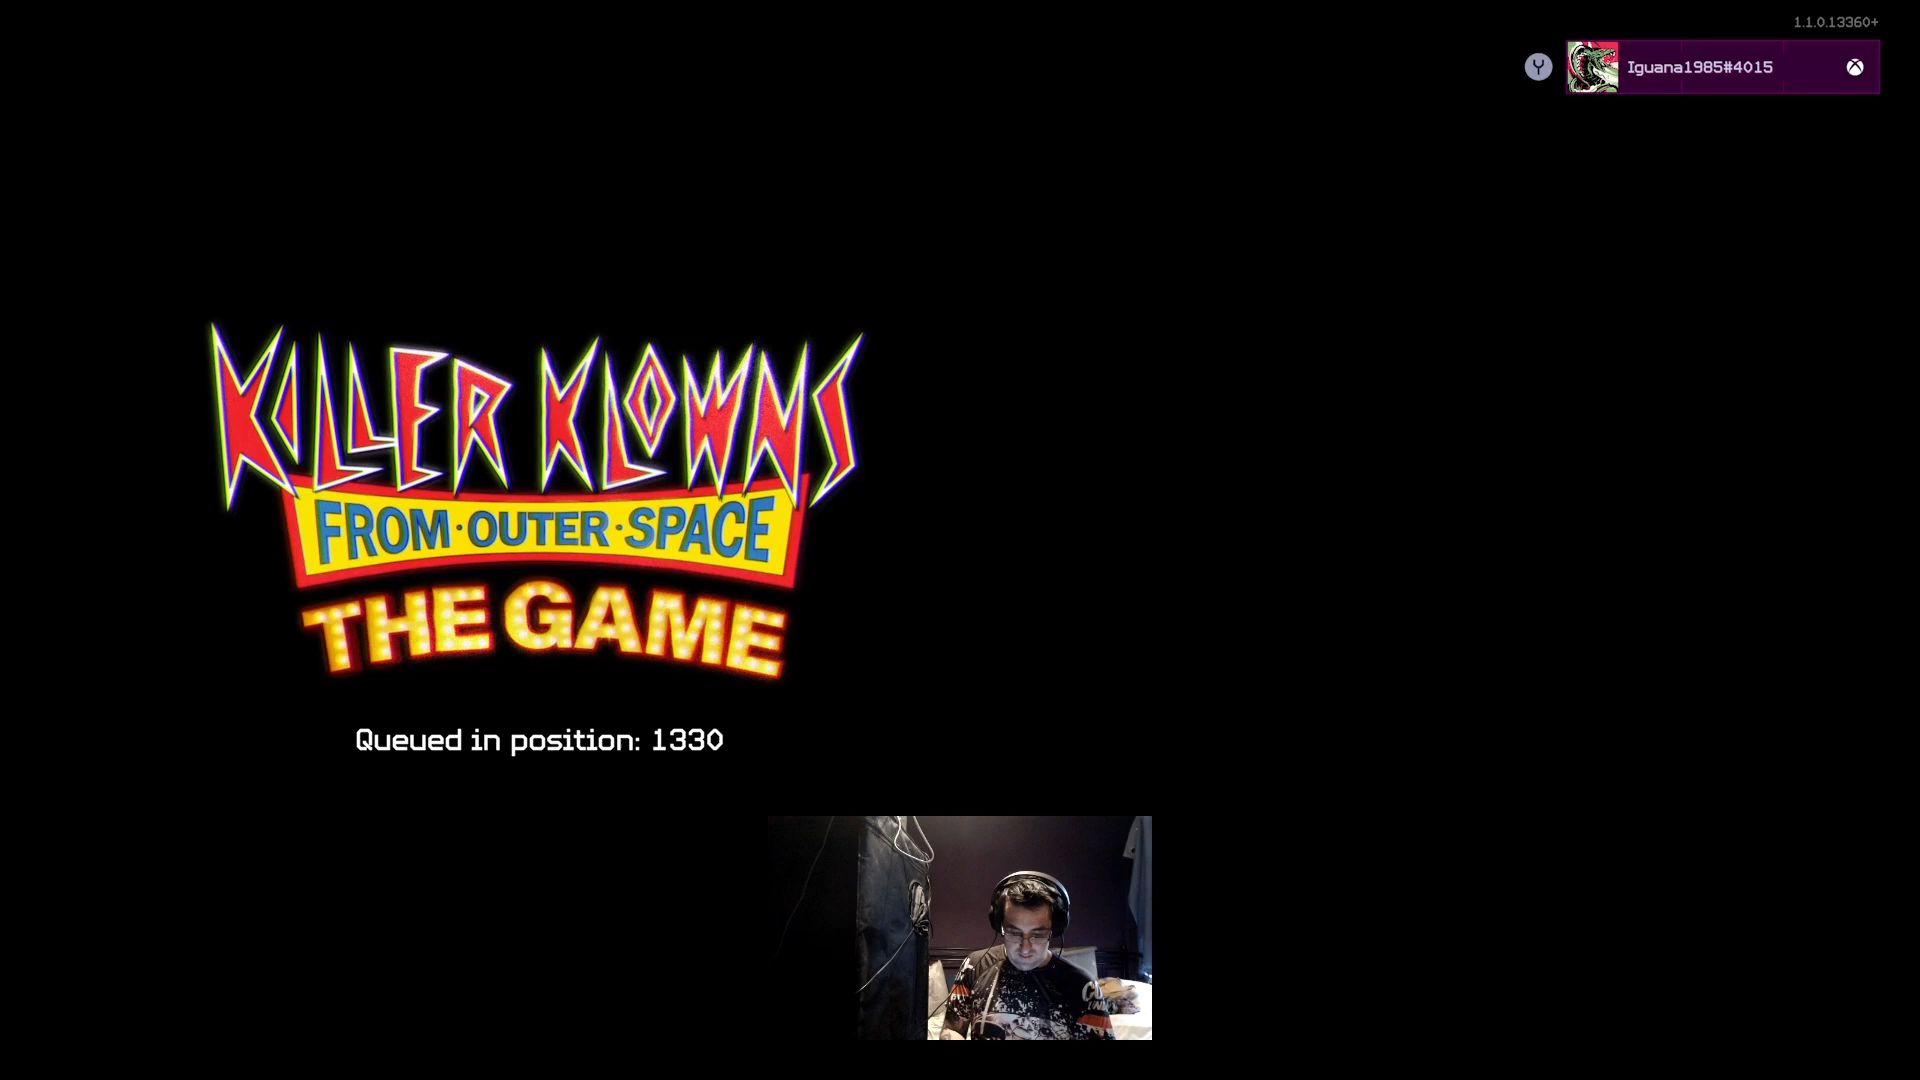 1.1.0.13360+
Y
Iguana1985#4015
KILLER KLOWNS
FROM·OUTER·SPACE
THE GAME
Queued in position: 1330